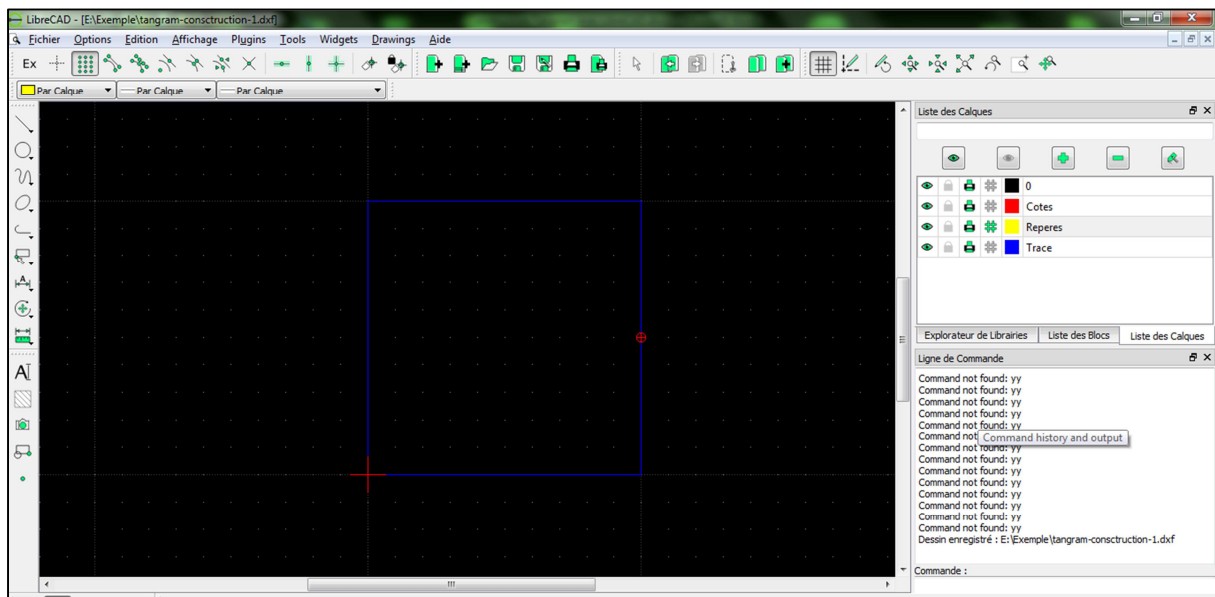 LibreCAD - [E:\Exemple\tangram-consctruction-1.dxf]
Fichier Options Edition Affichage Plugins Tools Widgets Drawings Aide
Ex
Par Calque Par Calque Par Calque
Liste des Calques
0
Cotes
Reperes
Trace
Explorateur de Librairies Liste des Blocs Liste des Calques
Ligne de Commande
Command not found: yy
Command not found: yy
Command not found: yy
Command not found: yy
Command not found: yy
Command not
Command history and output
Command not found: yy
Command not found: yy
Command not found: yy
Command not found: yy
Command not found: yy
Command not found: yy
Command not found: yy
Command not found: yy
Dessin enregistré : E:\Exemple\tangram-consctruction-1.dxf
Commande :
A